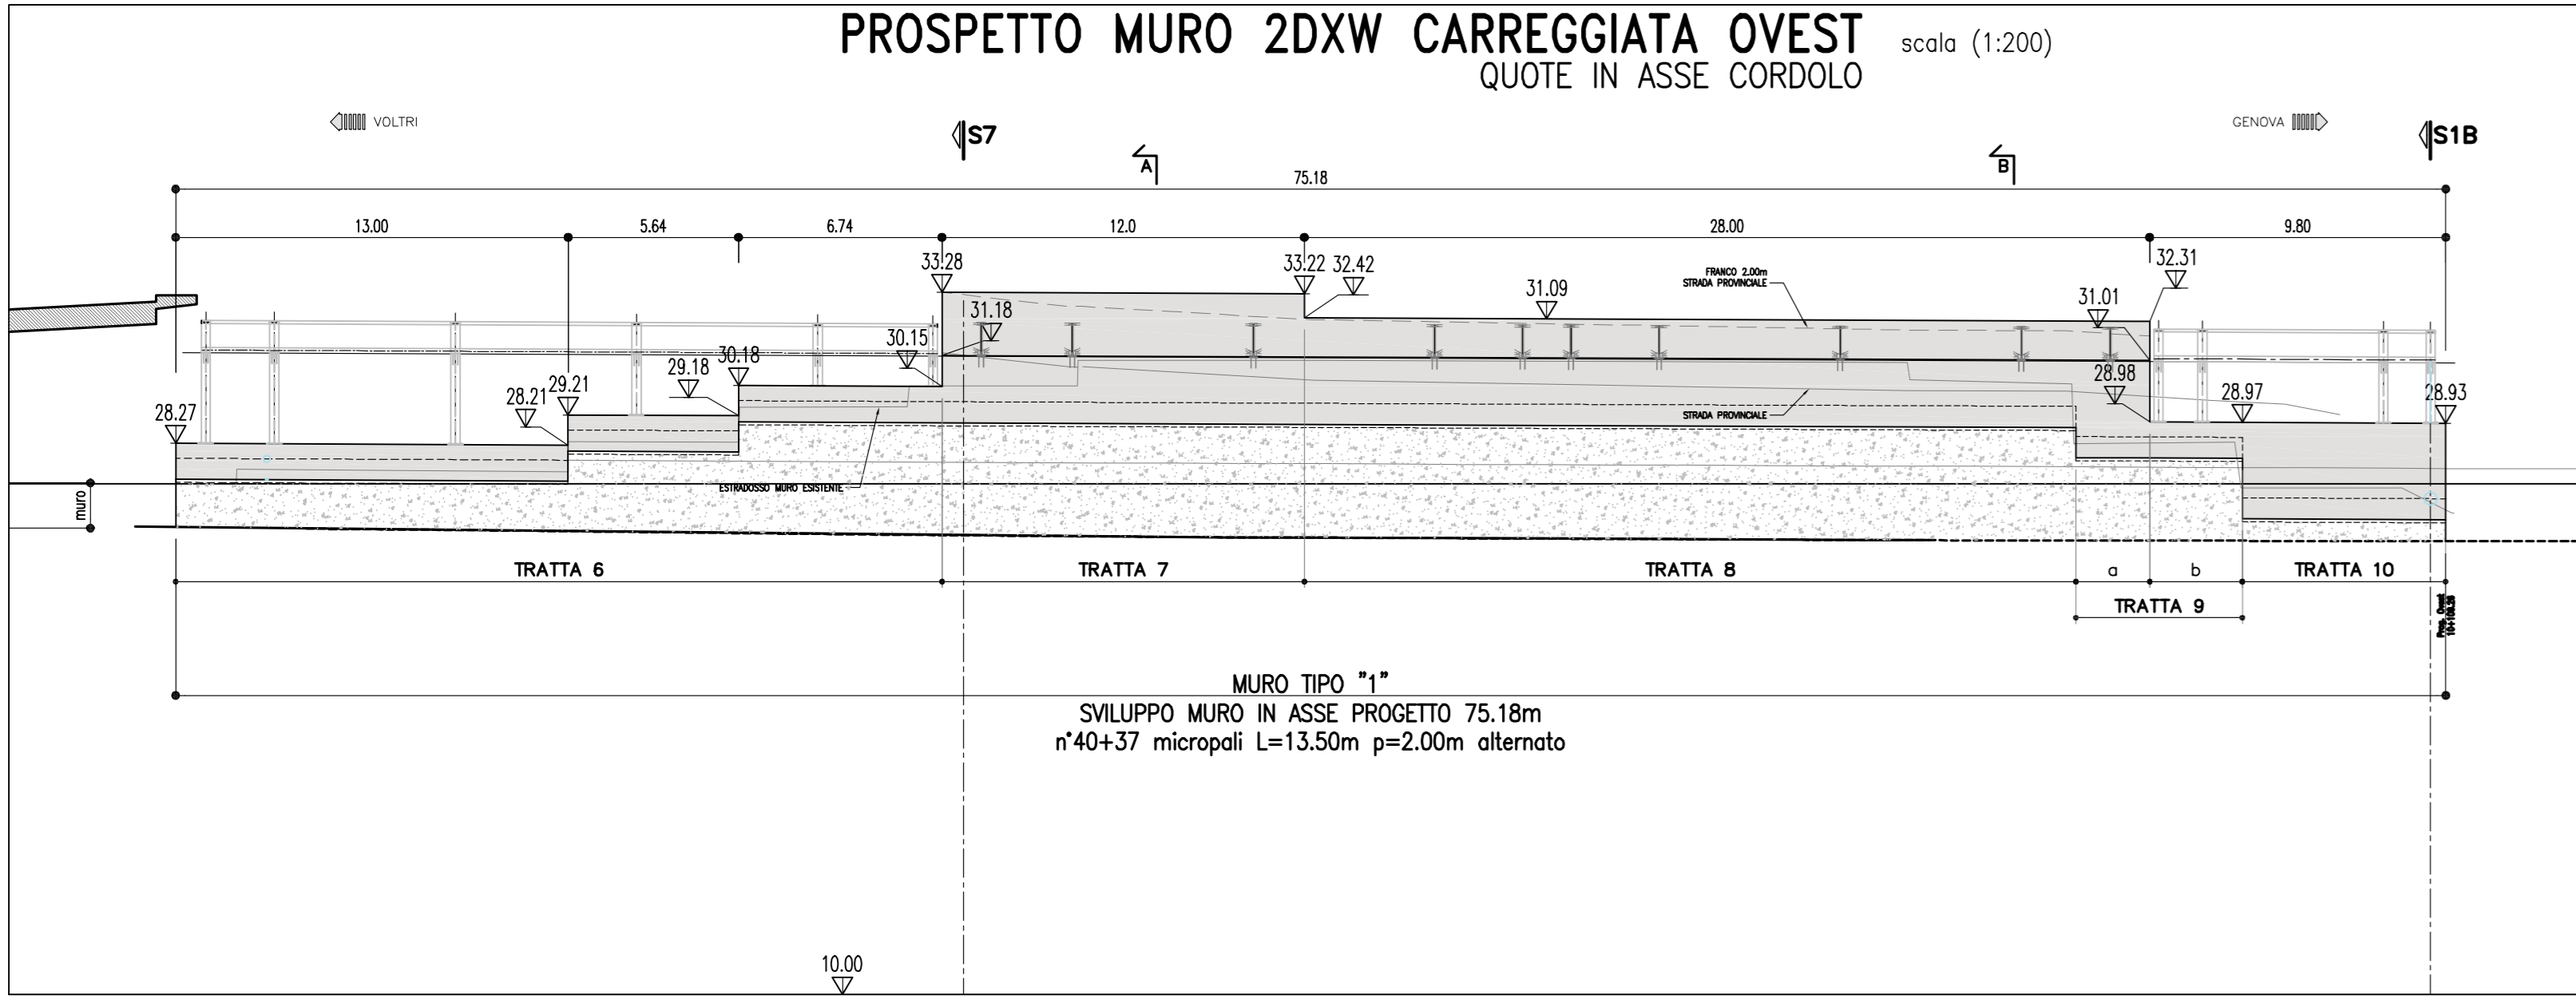 PROSPETTO MURO 2DXW CARREGGIATA OVEST scala (1:200)
QUOTE IN ASSE CORDOLO
VOLTRI
GENOVA
S7
S1B
A
B
75.18
13.00 5.64 6.74 12.0 28.00 9.80
33.28
33.22
32.42
32.31
FRANCO 2.00m
STRADA PROVINCIALE
31.09
31.18
31.01
30.15
30.18
29.18
29.21
28.21
28.27
28.98
28.97
28.93
STRADA PROVINCIALE
ESTRADOSSO MURO ESISTENTE
muro
TRATTA 6 TRATTA 7 TRATTA 8 a b TRATTA 10
TRATTA 9
Prog. Ovest
MURO TIPO "1"
SVILUPPO MURO IN ASSE PROGETTO 75.18m
n°40+37 micropali L=13.50m p=2.00m alternato
10.00